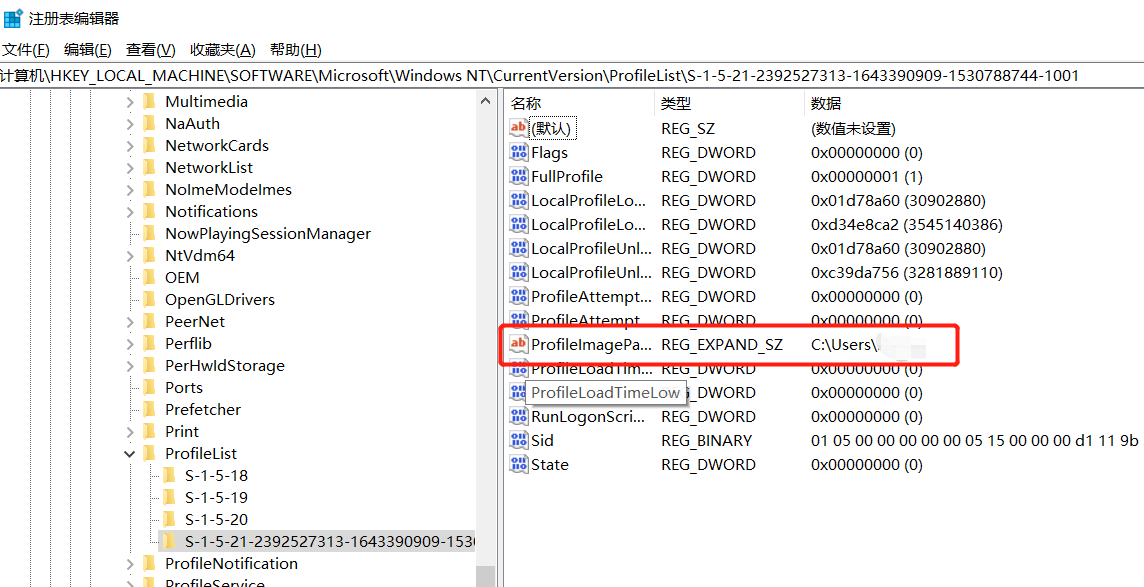 注册表编辑器
文件(F) 编辑(E) 查看(V) 收藏夹(A) 帮助(H)
计算机\HKEY_LOCAL_MACHINE\SOFTWARE\Microsoft\Windows NT\CurrentVersion\ProfileList\S-1-5-21-2392527313-1643390909-1530788744-1001
Multimedia
NaAuth
NetworkCards
NetworkList
NoImeModeImes
Notifications
NowPlayingSessionManager
NtVdm64
OEM
OpenGLDrivers
PeerNet
Perflib
PerHwIdStorage
Ports
Prefetcher
Print
ProfileList
S-1-5-18
S-1-5-19
S-1-5-20
S-1-5-21-2392527313-1643390909-1530
ProfileNotification
ProfileService
名称 类型 数据
(默认) REG_SZ (数值未设置)
Flags REG_DWORD 0x00000000 (0)
FullProfile REG_DWORD 0x00000001 (1)
LocalProfileLo... REG_DWORD 0x01d78a60 (30902880)
LocalProfileLo... REG_DWORD 0xd34e8ca2 (3545140386)
LocalProfileUnl... REG_DWORD 0x01d78a60 (30902880)
LocalProfileUnl... REG_DWORD 0xc39da756 (3281889110)
ProfileAttempt... REG_DWORD 0x00000000 (0)
ProfileAttempt... REG_DWORD 0x00000000 (0)
ProfileImagePa... REG_EXPAND_SZ C:\Users\
ProfileLoadTim... REG_DWORD 0x00000000 (0)
ProfileLoadTimeLow REG_DWORD 0x00000000 (0)
RunLogonScri... REG_DWORD 0x00000000 (0)
Sid REG_BINARY 01 05 00 00 00 00 00 05 15 00 00 00 d1 11 9b
State REG_DWORD 0x00000000 (0)